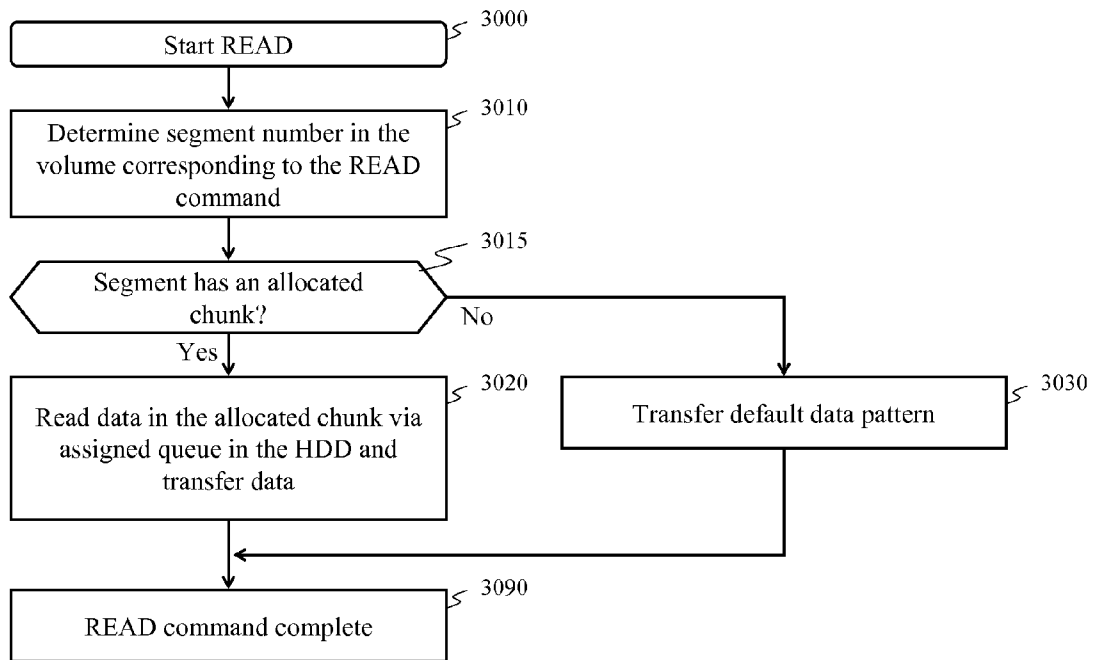 3000
Start READ
3010
Determine segment number in the
volume corresponding to the READ
command
3015
Segment has an allocated
chunk?
No
Yes
3020
Read data in the allocated chunk via
assigned queue in the HDD and
transfer data
3030
Transfer default data pattern
3090
READ command complete